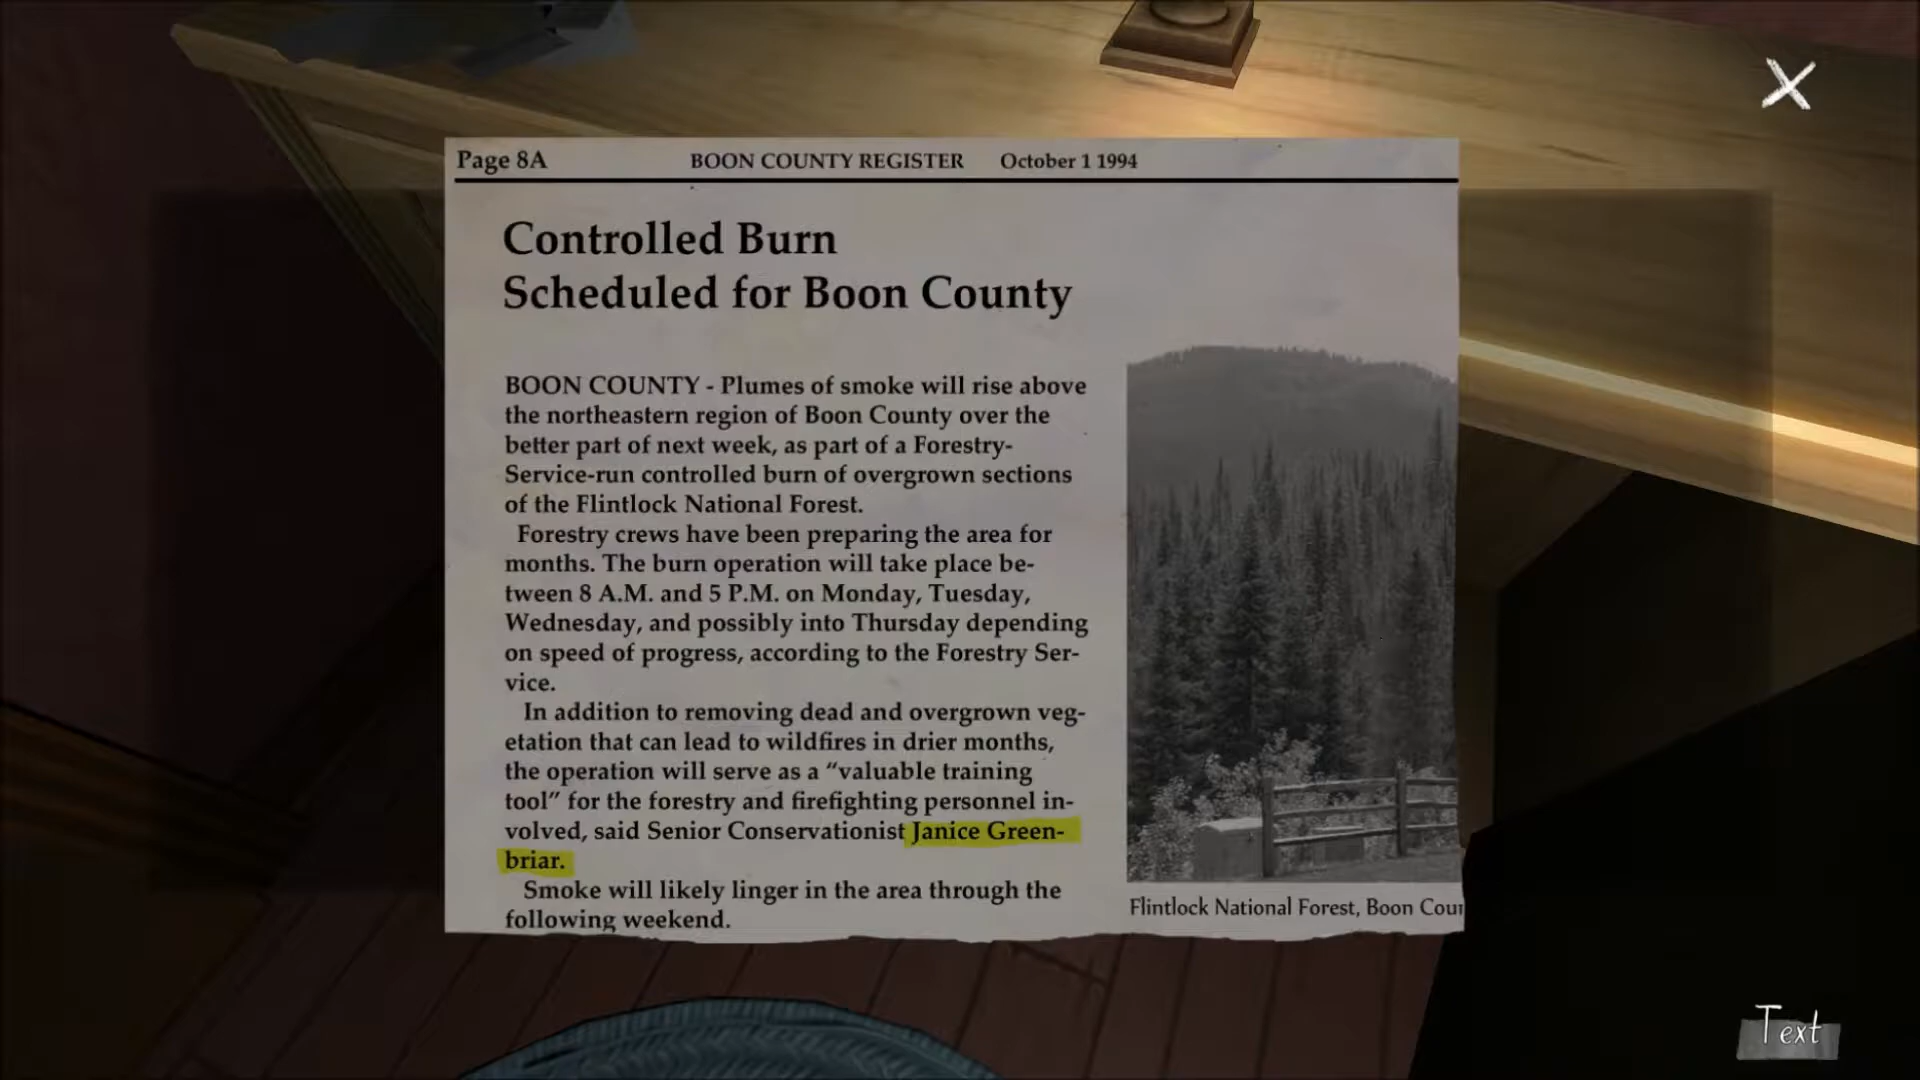 Page 8A BOON COUNTY REGISTER October 1 1994
Controlled Burn
Scheduled for Boon County
BOON COUNTY - Plumes of smoke will rise above
the northeastern region of Boon County over the
better part of next week, as part of a Forestry-
Service-run controlled burn of overgrown sections
of the Flintlock National Forest.
Forestry crews have been preparing the area for
months. The burn operation will take place be-
tween 8 A.M. and 5 P.M. on Monday, Tuesday,
Wednesday, and possibly into Thursday depending
on speed of progress, according to the Forestry Ser-
vice.
In addition to removing dead and overgrown veg-
etation that can lead to wildfires in drier months,
the operation will serve as a “valuable training
tool” for the forestry and firefighting personnel in-
volved, said Senior Conservationist Janice Green-
briar.
Smoke will likely linger in the area through the
following weekend.
Flintlock National Forest, Boon Coun
Text